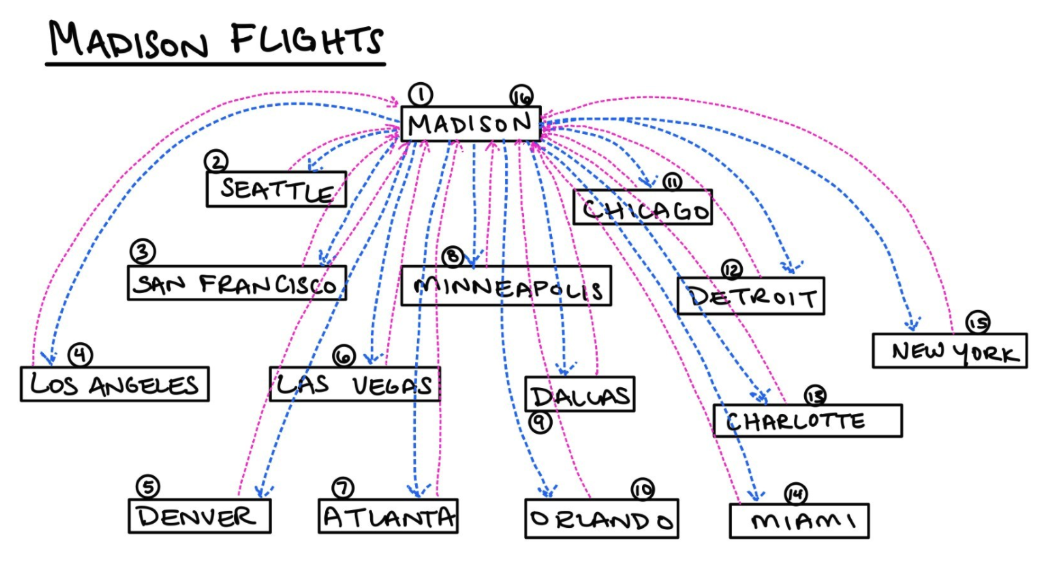 MADISON FLIGHTS
1 16
MADISON
2
SEATTLE
11
CHICAGO
3
SAN FRANCISCO
8
MINNEAPOLIS
12
DETROIT
15
NEW YORK
4
LOS ANGELES
6
LAS VEGAS
DALLAS
9
13
CHARLOTTE
5
DENVER
7
ATLANTA
10
ORLANDO
14
MIAMI